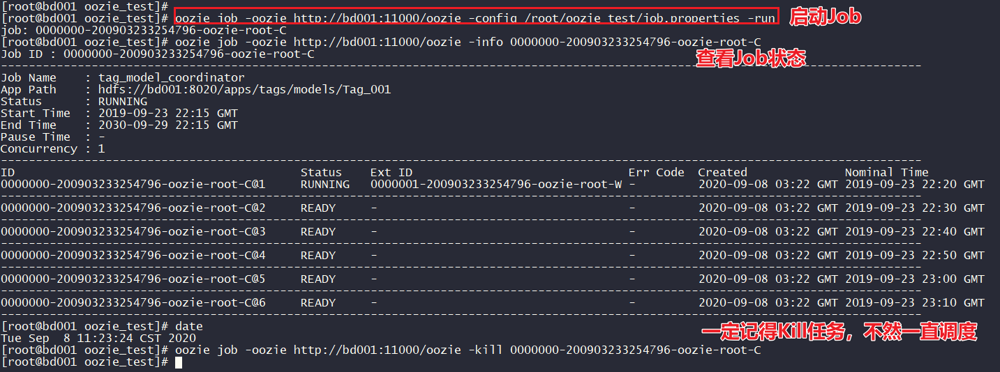 [root@bd001 oozie_test]#
[root@bd001 oozie_test]# oozie job -oozie http://bd001:11000/oozie -config /root/oozie_test/job.properties -run 启动Job
job: 0000000-200903233254796-oozie-root-C
[root@bd001 oozie_test]# oozie job -oozie http://bd001:11000/oozie -info 0000000-200903233254796-oozie-root-C
Job ID : 0000000-200903233254796-oozie-root-C
查看Job状态
------------------------------------------------------------------------------------------------------------------------------------
Job Name    : tag_model_coordinator
App Path    : hdfs://bd001:8020/apps/tags/models/Tag_001
Status      : RUNNING
Start Time  : 2019-09-23 22:15 GMT
End Time    : 2030-09-29 22:15 GMT
Pause Time  : -
Concurrency : 1
------------------------------------------------------------------------------------------------------------------------------------
ID                                         Status    Ext ID                               Err Code  Created              Nominal Time
0000000-200903233254796-oozie-root-C@1     RUNNING   0000001-200903233254796-oozie-root-W -         2020-09-08 03:22 GMT 2019-09-23 22:20 GMT
------------------------------------------------------------------------------------------------------------------------------------
0000000-200903233254796-oozie-root-C@2     READY     -                                    -         2020-09-08 03:22 GMT 2019-09-23 22:30 GMT
------------------------------------------------------------------------------------------------------------------------------------
0000000-200903233254796-oozie-root-C@3     READY     -                                    -         2020-09-08 03:22 GMT 2019-09-23 22:40 GMT
------------------------------------------------------------------------------------------------------------------------------------
0000000-200903233254796-oozie-root-C@4     READY     -                                    -         2020-09-08 03:22 GMT 2019-09-23 22:50 GMT
------------------------------------------------------------------------------------------------------------------------------------
0000000-200903233254796-oozie-root-C@5     READY     -                                    -         2020-09-08 03:22 GMT 2019-09-23 23:00 GMT
------------------------------------------------------------------------------------------------------------------------------------
0000000-200903233254796-oozie-root-C@6     READY     -                                    -         2020-09-08 03:22 GMT 2019-09-23 23:10 GMT
------------------------------------------------------------------------------------------------------------------------------------
[root@bd001 oozie_test]# date
Tue Sep  8 11:23:24 CST 2020
一定记得Kill任务，不然一直调度
[root@bd001 oozie_test]# oozie job -oozie http://bd001:11000/oozie -kill 0000000-200903233254796-oozie-root-C
[root@bd001 oozie_test]#